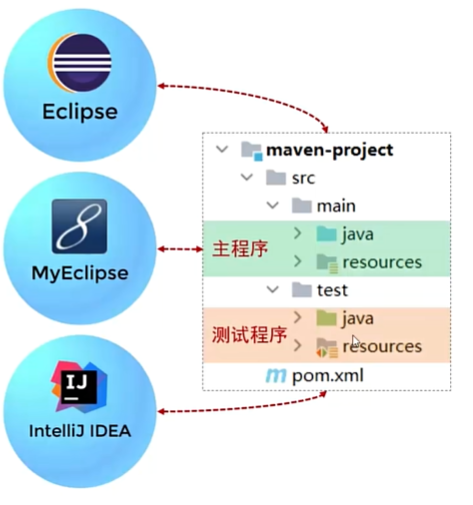 Eclipse
MyEclipse
IJ
IntelliJ IDEA
maven-project
src
main
主程序
java
resources
test
测试程序
java
resources
m pom.xml